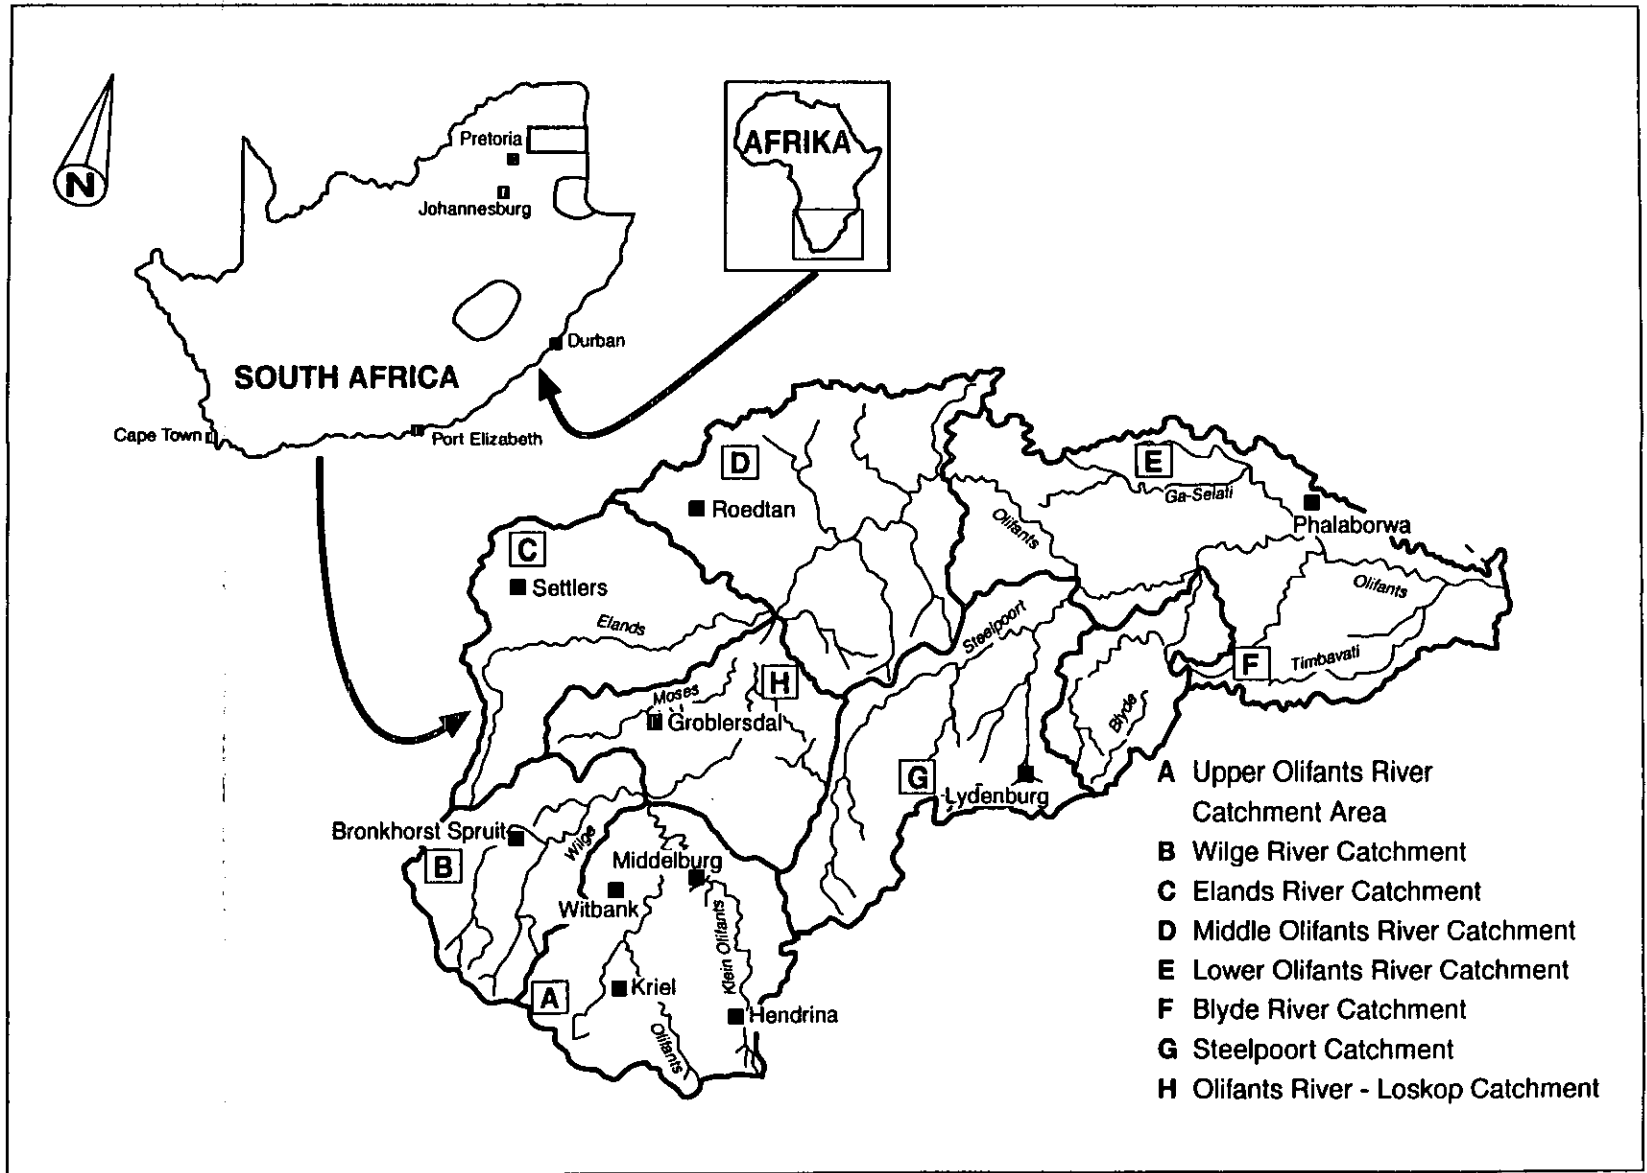 N
Pretoria
Johannesburg
AFRIKA
Durban
SOUTH AFRICA
Cape Town
Port Elizabeth
D
Roedtan
E
Ga-Selati
Phalaborwa
Olifants
C
Settlers
Elands
Steelpoort
Olifants
F
Timbavati
H
Moses
Groblersdal
Blyde
G
Lydenburg
Bronkhorst Spruit
B
Wilge
Middelburg
Witbank
Klein Olifants
A
Kriel
Hendrina
Olifants
A Upper Olifants River
Catchment Area
B Wilge River Catchment
C Elands River Catchment
D Middle Olifants River Catchment
E Lower Olifants River Catchment
F Blyde River Catchment
G Steelpoort Catchment
H Olifants River - Loskop Catchment